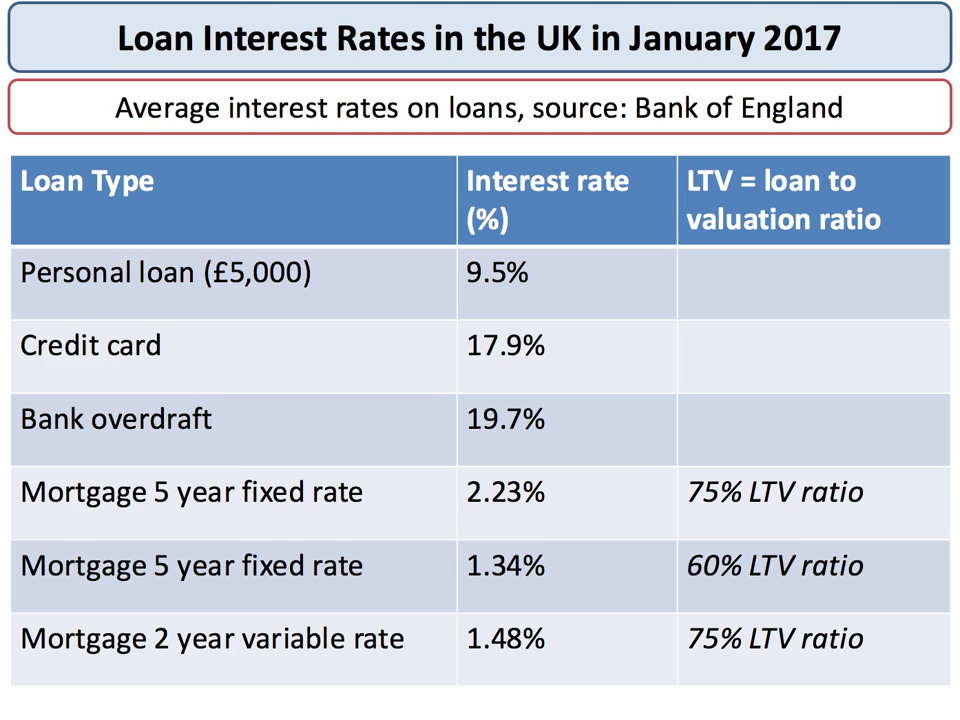 Loan Interest Rates in the UK in January 2017
Average interest rates on loans, source: Bank of England
Loan Type
Interest rate
(%)
LTV = loan to
valuation ratio
Personal loan (£5,000)
9.5%
Credit card
17.9%
Bank overdraft
19.7%
Mortgage 5 year fixed rate
2.23%
75% LTV ratio
Mortgage 5 year fixed rate
1.34%
60% LTV ratio
Mortgage 2 year variable rate
1.48%
75% LTV ratio